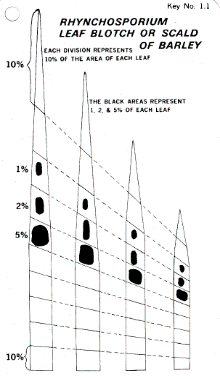 Key No. 1.1
RHYNCHOSPORIUM
LEAF BLOTCH OR SCALD
OF BARLEY
EACH DIVISION REPRESENTS
10% OF THE AREA OF EACH LEAF
10%
THE BLACK AREAS REPRESENT
1, 2, & 5% OF EACH LEAF
1%
2%
5%
10%